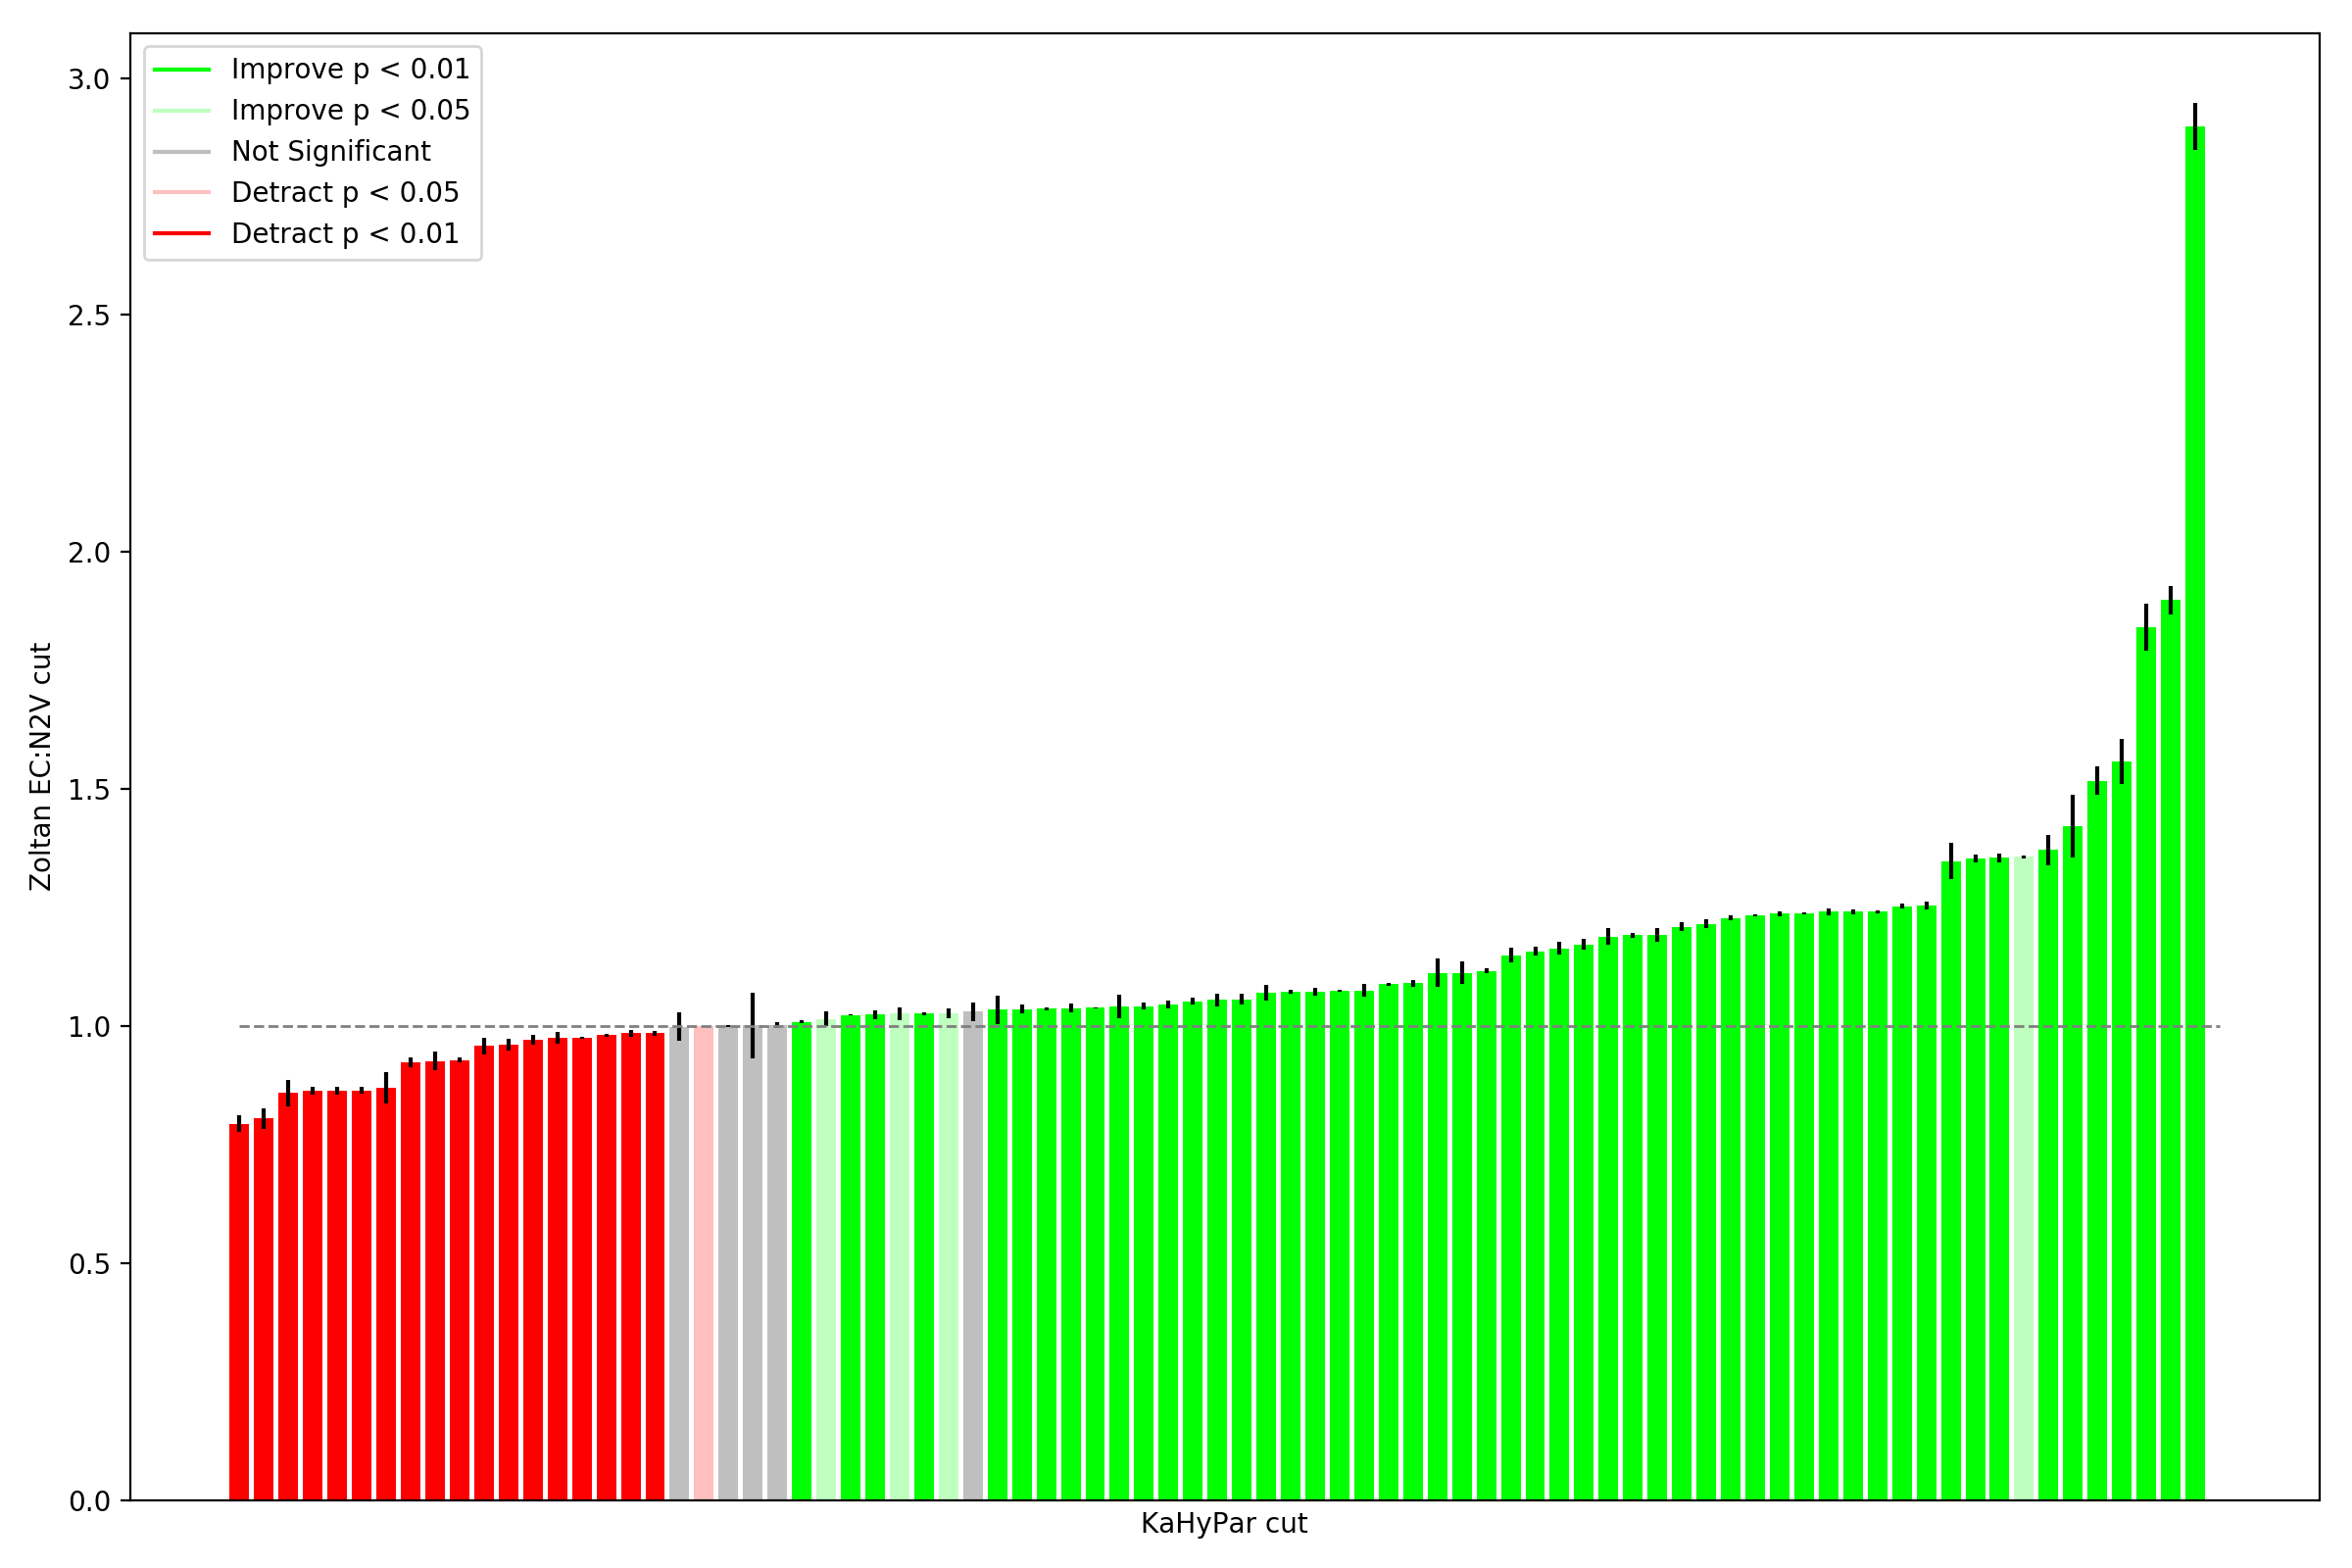 Improve p < 0.01
Improve p < 0.05
Not Significant
Detract p < 0.05
Detract p < 0.01
3.0
2.5
2.0
1.5
1.0
0.5
0.0
Zoltan EC:N2V cut
KaHyPar cut